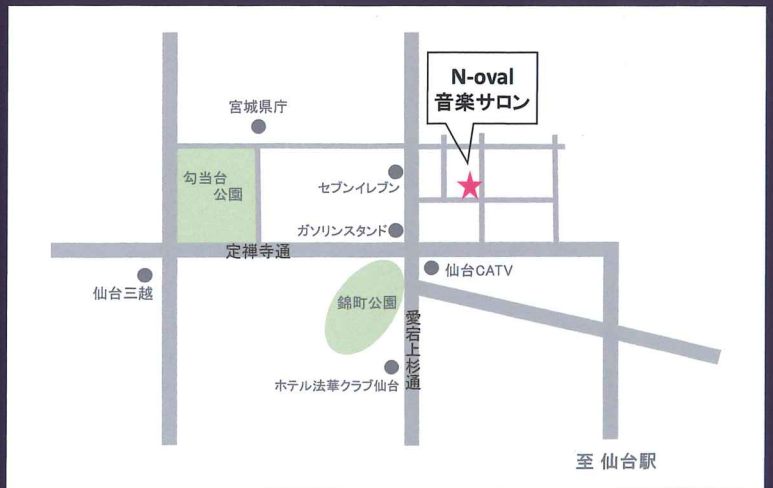 N-oval
音楽サロン
宮城県庁
勾当台
公園
セブンイレブン
ガソリンスタンド
定禅寺通
仙台三越
仙台CATV
錦町公園
愛宕上杉通
ホテル法華クラブ仙台
至 仙台駅